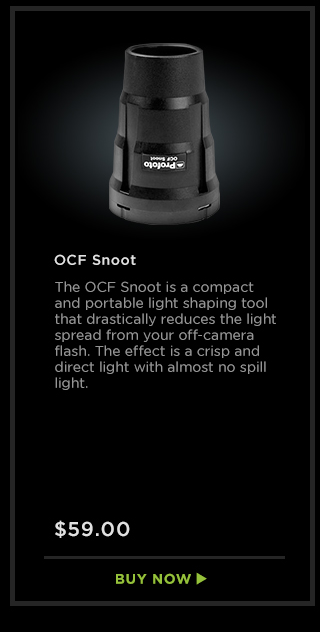 Profoto
OCF Snoot
OCF Snoot
The OCF Snoot is a compact
and portable light shaping tool
that drastically reduces the light
spread from your off-camera
flash. The effect is a crisp and
direct light with almost no spill
light.
$59.00
BUY NOW